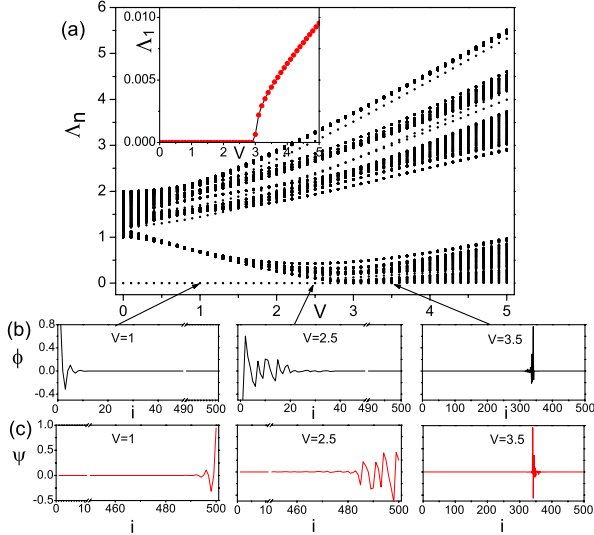 (a)
6
5
4
3
2
1
0
Λn
0.010
0.005
0.000
Λ1
0 1 2 3 4 5
V
0 1 2 3 4 5
V
(b)
0.8
0.4
0.0
-0.4
ϕ
V=1
0 10 20 490 500
i
V=2.5
0 20 40 490 500
i
V=3.5
0 100 200 300 400 500
i
(c)
1.0
0.5
0.0
-0.5
ψ
V=1
0 10 460 480 500
i
V=2.5
0 10 460 480 500
i
V=3.5
0 100 200 300 400 500
i